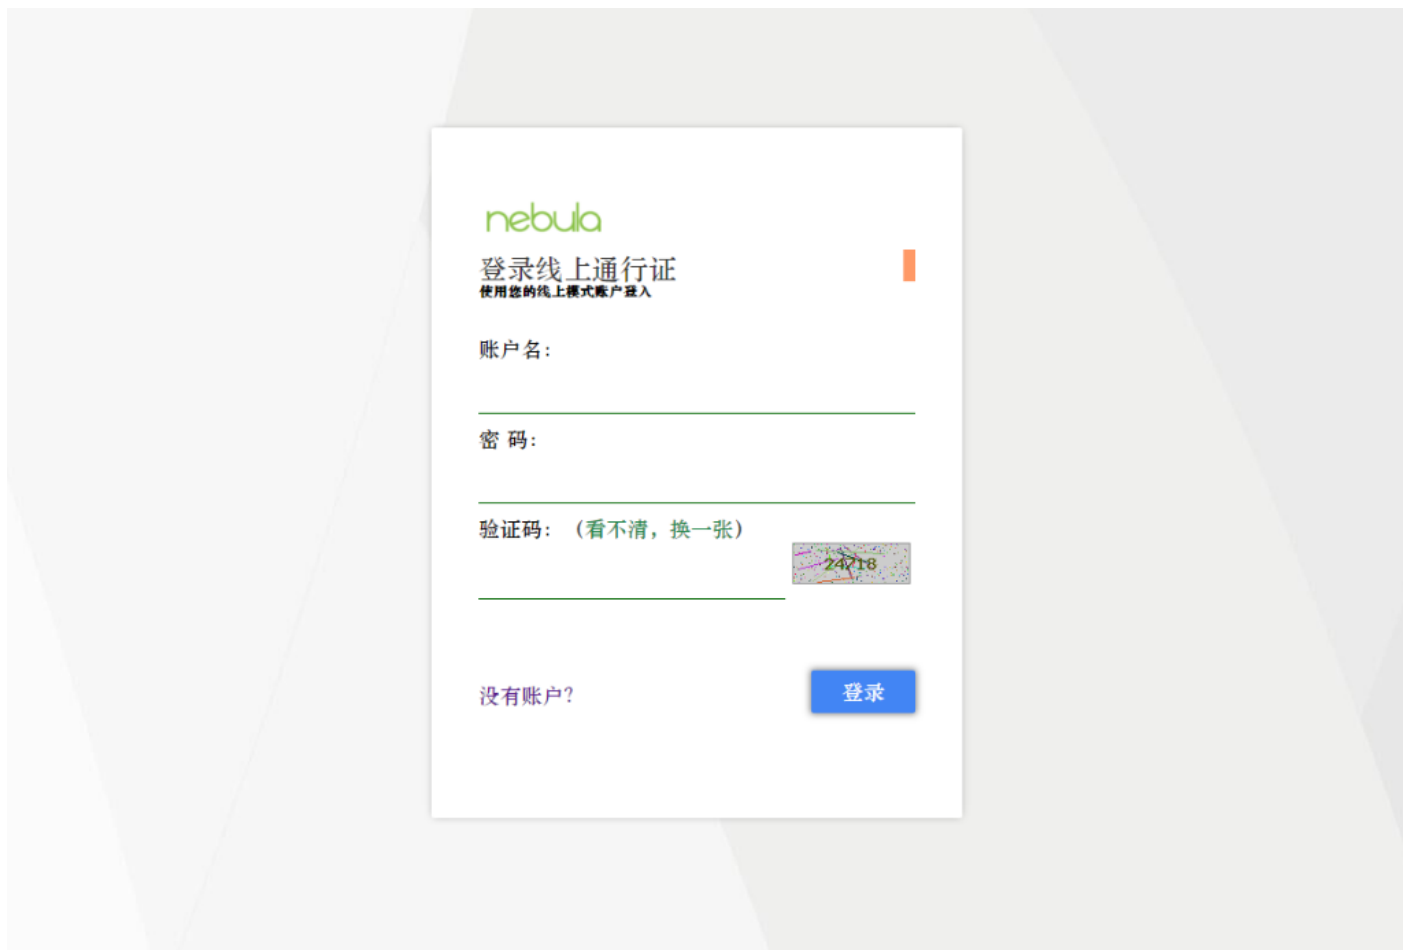 nebula
登录线上通行证
使用您的线上模式账户登入
账户名：
密 码：
验证码：（看不清，换一张）
24718
没有账户？
登录